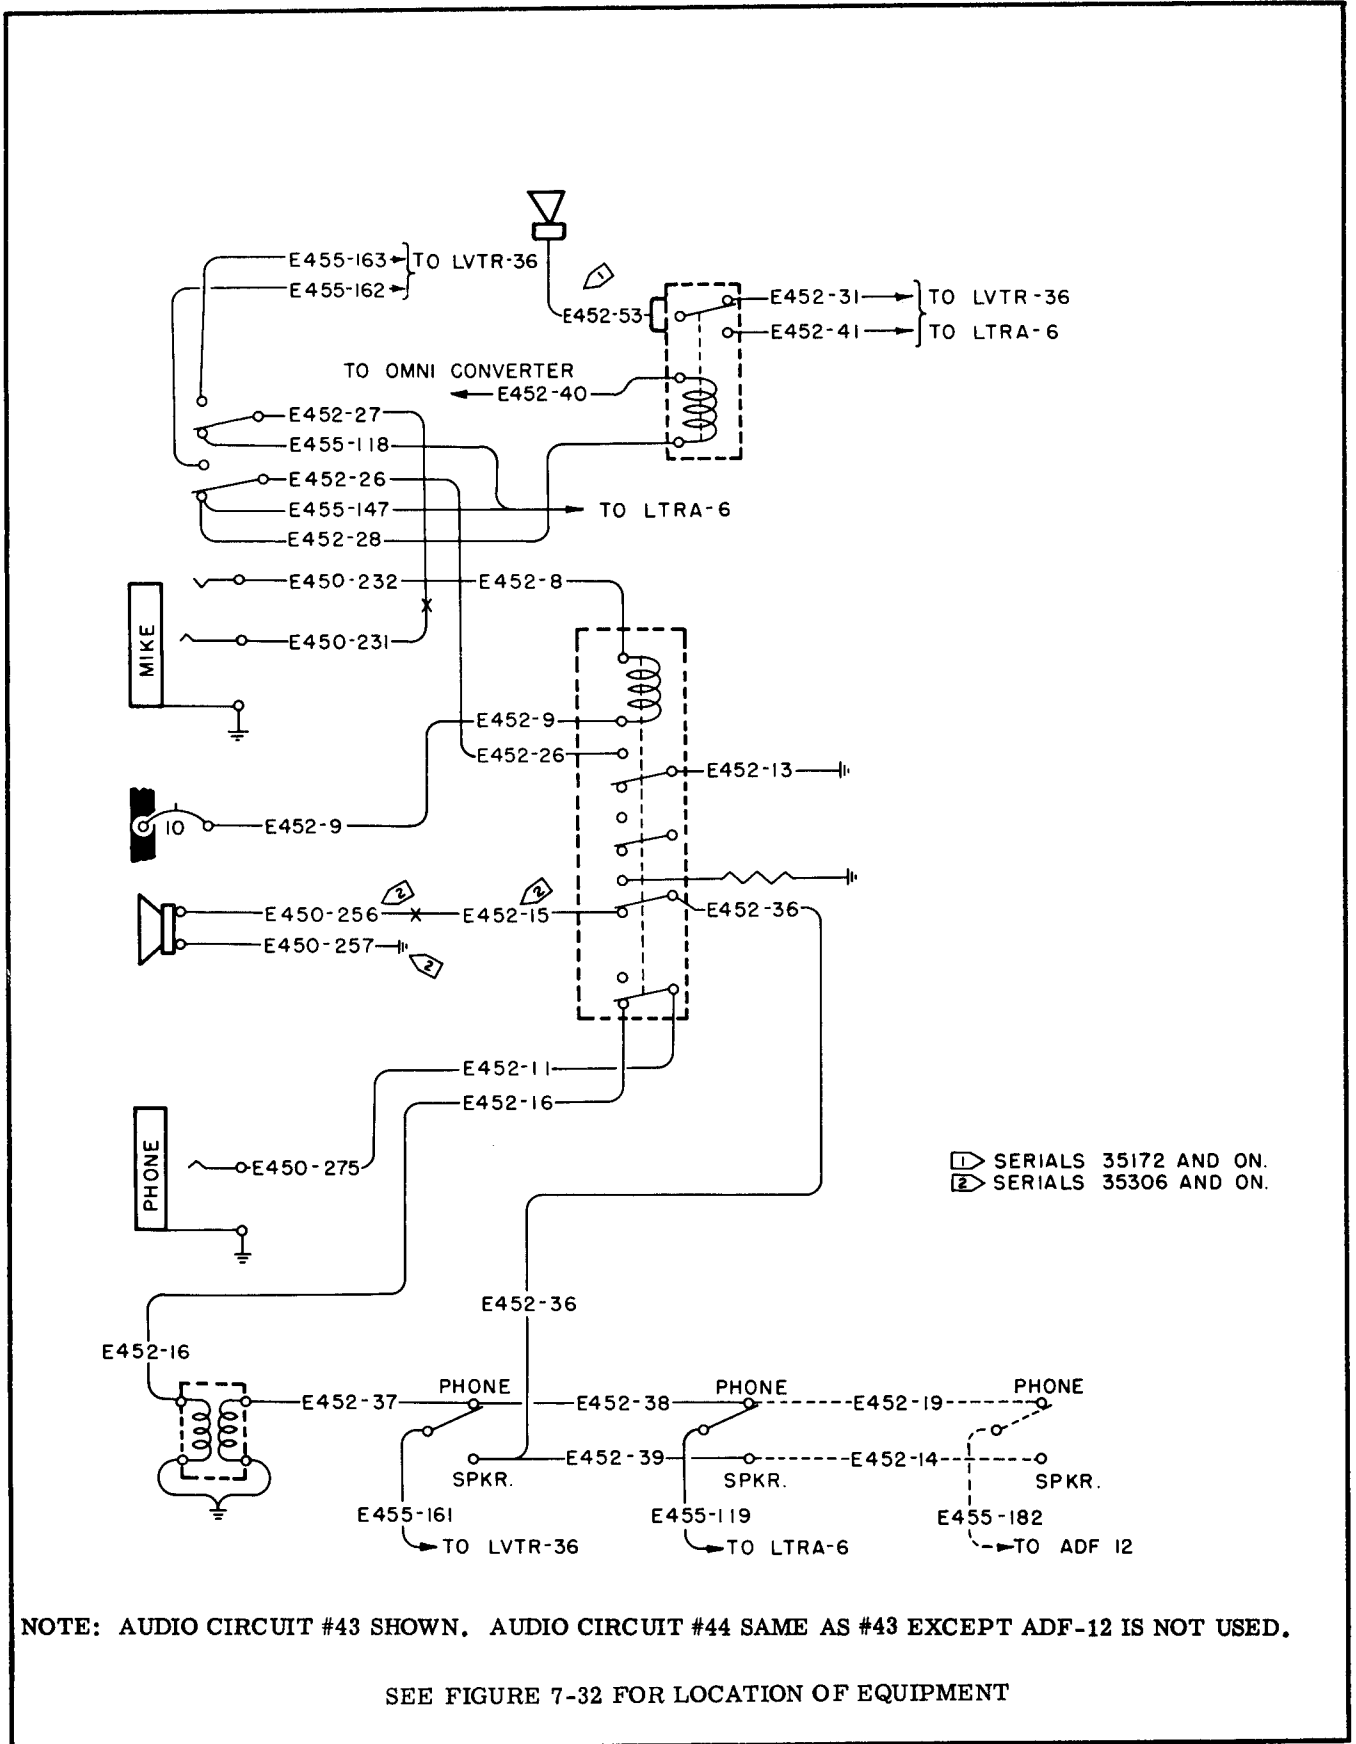 E455-163
TO LVTR-36
E455-162
1
E452-53
E452-31
TO LVTR-36
E452-41
TO LTRA-6
TO OMNI CONVERTER
E452-40
E452-27
E455-118
E452-26
E455-147
TO LTRA-6
E452-28
E450-232
E452-8
MIKE
E450-231
E452-9
E452-26
E452-13
10
E452-9
2
2
E450-256
E452-15
E452-36
E450-257
2
E452-11
E452-16
PHONE
E450-275
1 SERIALS 35172 AND ON.
2 SERIALS 35306 AND ON.
E452-36
E452-16
PHONE
PHONE
PHONE
E452-37
E452-38
E452-19
E452-39
E452-14
SPKR.
SPKR.
SPKR.
E455-161
E455-119
E455-182
TO LVTR-36
TO LTRA-6
TO ADF 12
NOTE: AUDIO CIRCUIT #43 SHOWN. AUDIO CIRCUIT #44 SAME AS #43 EXCEPT ADF-12 IS NOT USED.
SEE FIGURE 7-32 FOR LOCATION OF EQUIPMENT